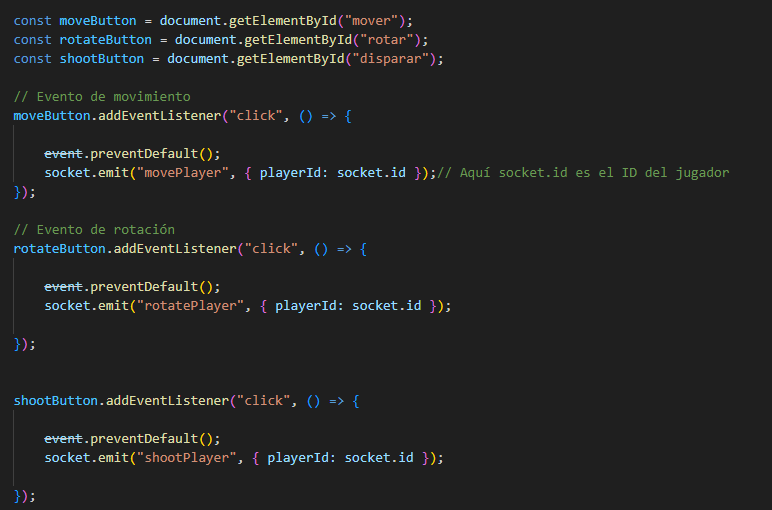 const moveButton = document.getElementById("mover");
const rotateButton = document.getElementById("rotar");
const shootButton = document.getElementById("disparar");
// Evento de movimiento
moveButton.addEventListener("click", () => {
event.preventDefault();
socket.emit("movePlayer", { playerId: socket.id });// Aquí socket.id es el ID del jugador
});
// Evento de rotación
rotateButton.addEventListener("click", () => {
event.preventDefault();
socket.emit("rotatePlayer", { playerId: socket.id });
});
shootButton.addEventListener("click", () => {
event.preventDefault();
socket.emit("shootPlayer", { playerId: socket.id });
});